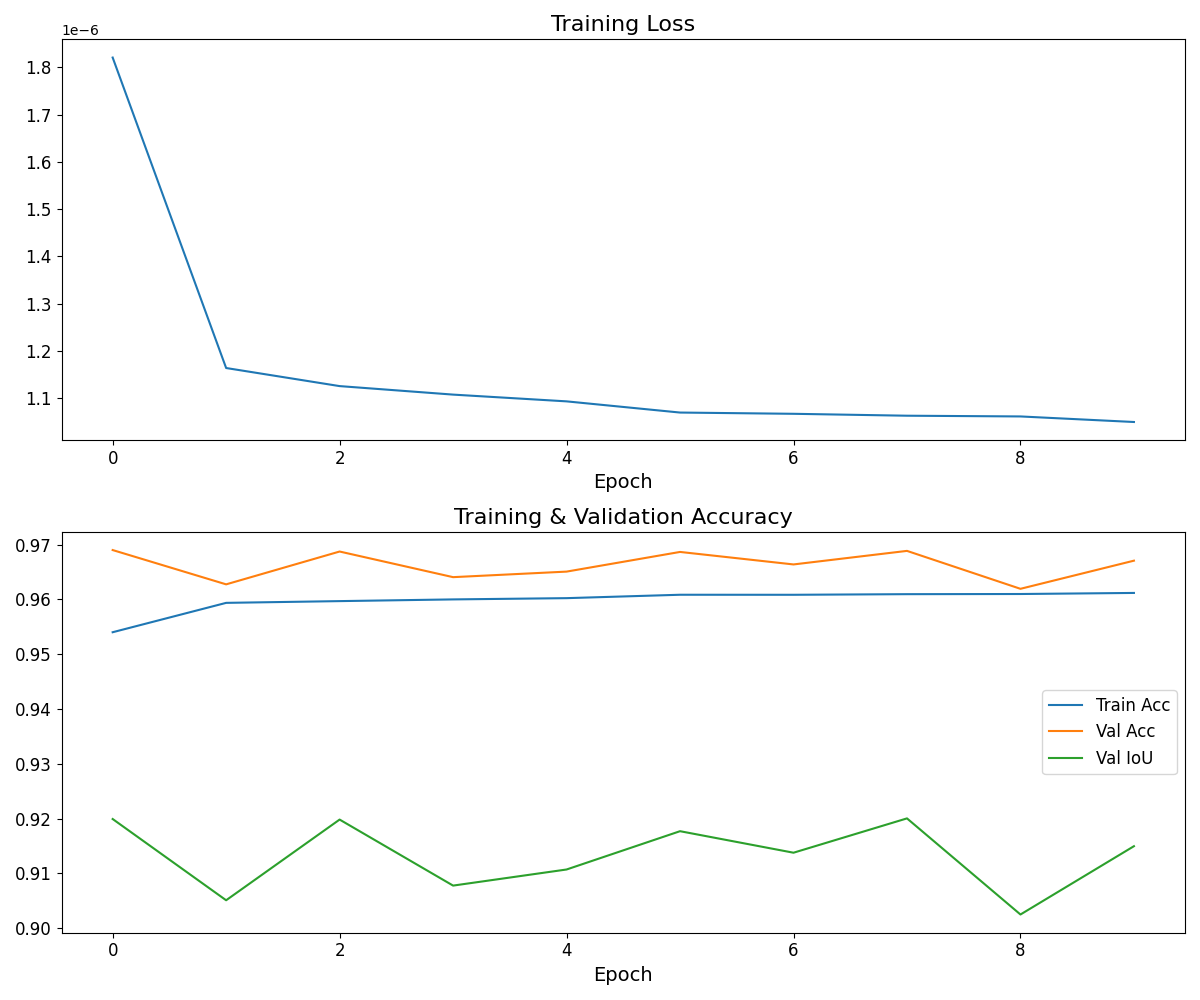 Training Loss
1e−6
1.8
1.7
1.6
1.5
1.4
1.3
1.2
1.1
0 2 4 6 8
Epoch
Training & Validation Accuracy
0.97
0.96
0.95
0.94
0.93
0.92
0.91
0.90
Train Acc
Val Acc
Val IoU
0 2 4 6 8
Epoch